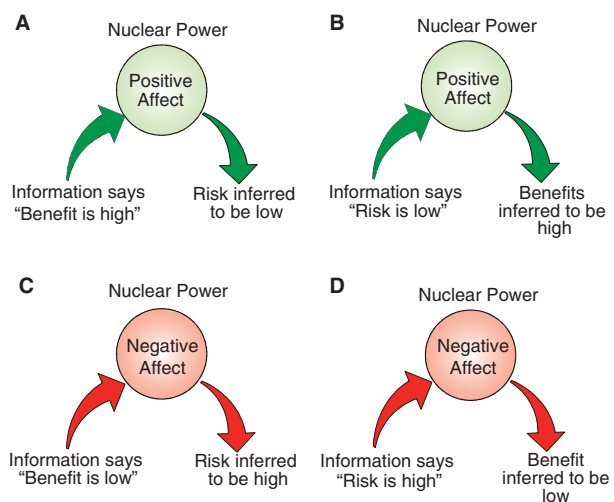 A
Nuclear Power
Positive
Affect
Information says
“Benefit is high”
Risk inferred
to be low
B
Nuclear Power
Positive
Affect
Information says
“Risk is low”
Benefits
inferred to be
high
C
Nuclear Power
Negative
Affect
Information says
“Benefit is low”
Risk inferred
to be high
D
Nuclear Power
Negative
Affect
Information says
“Risk is high”
Benefit
inferred to be
low